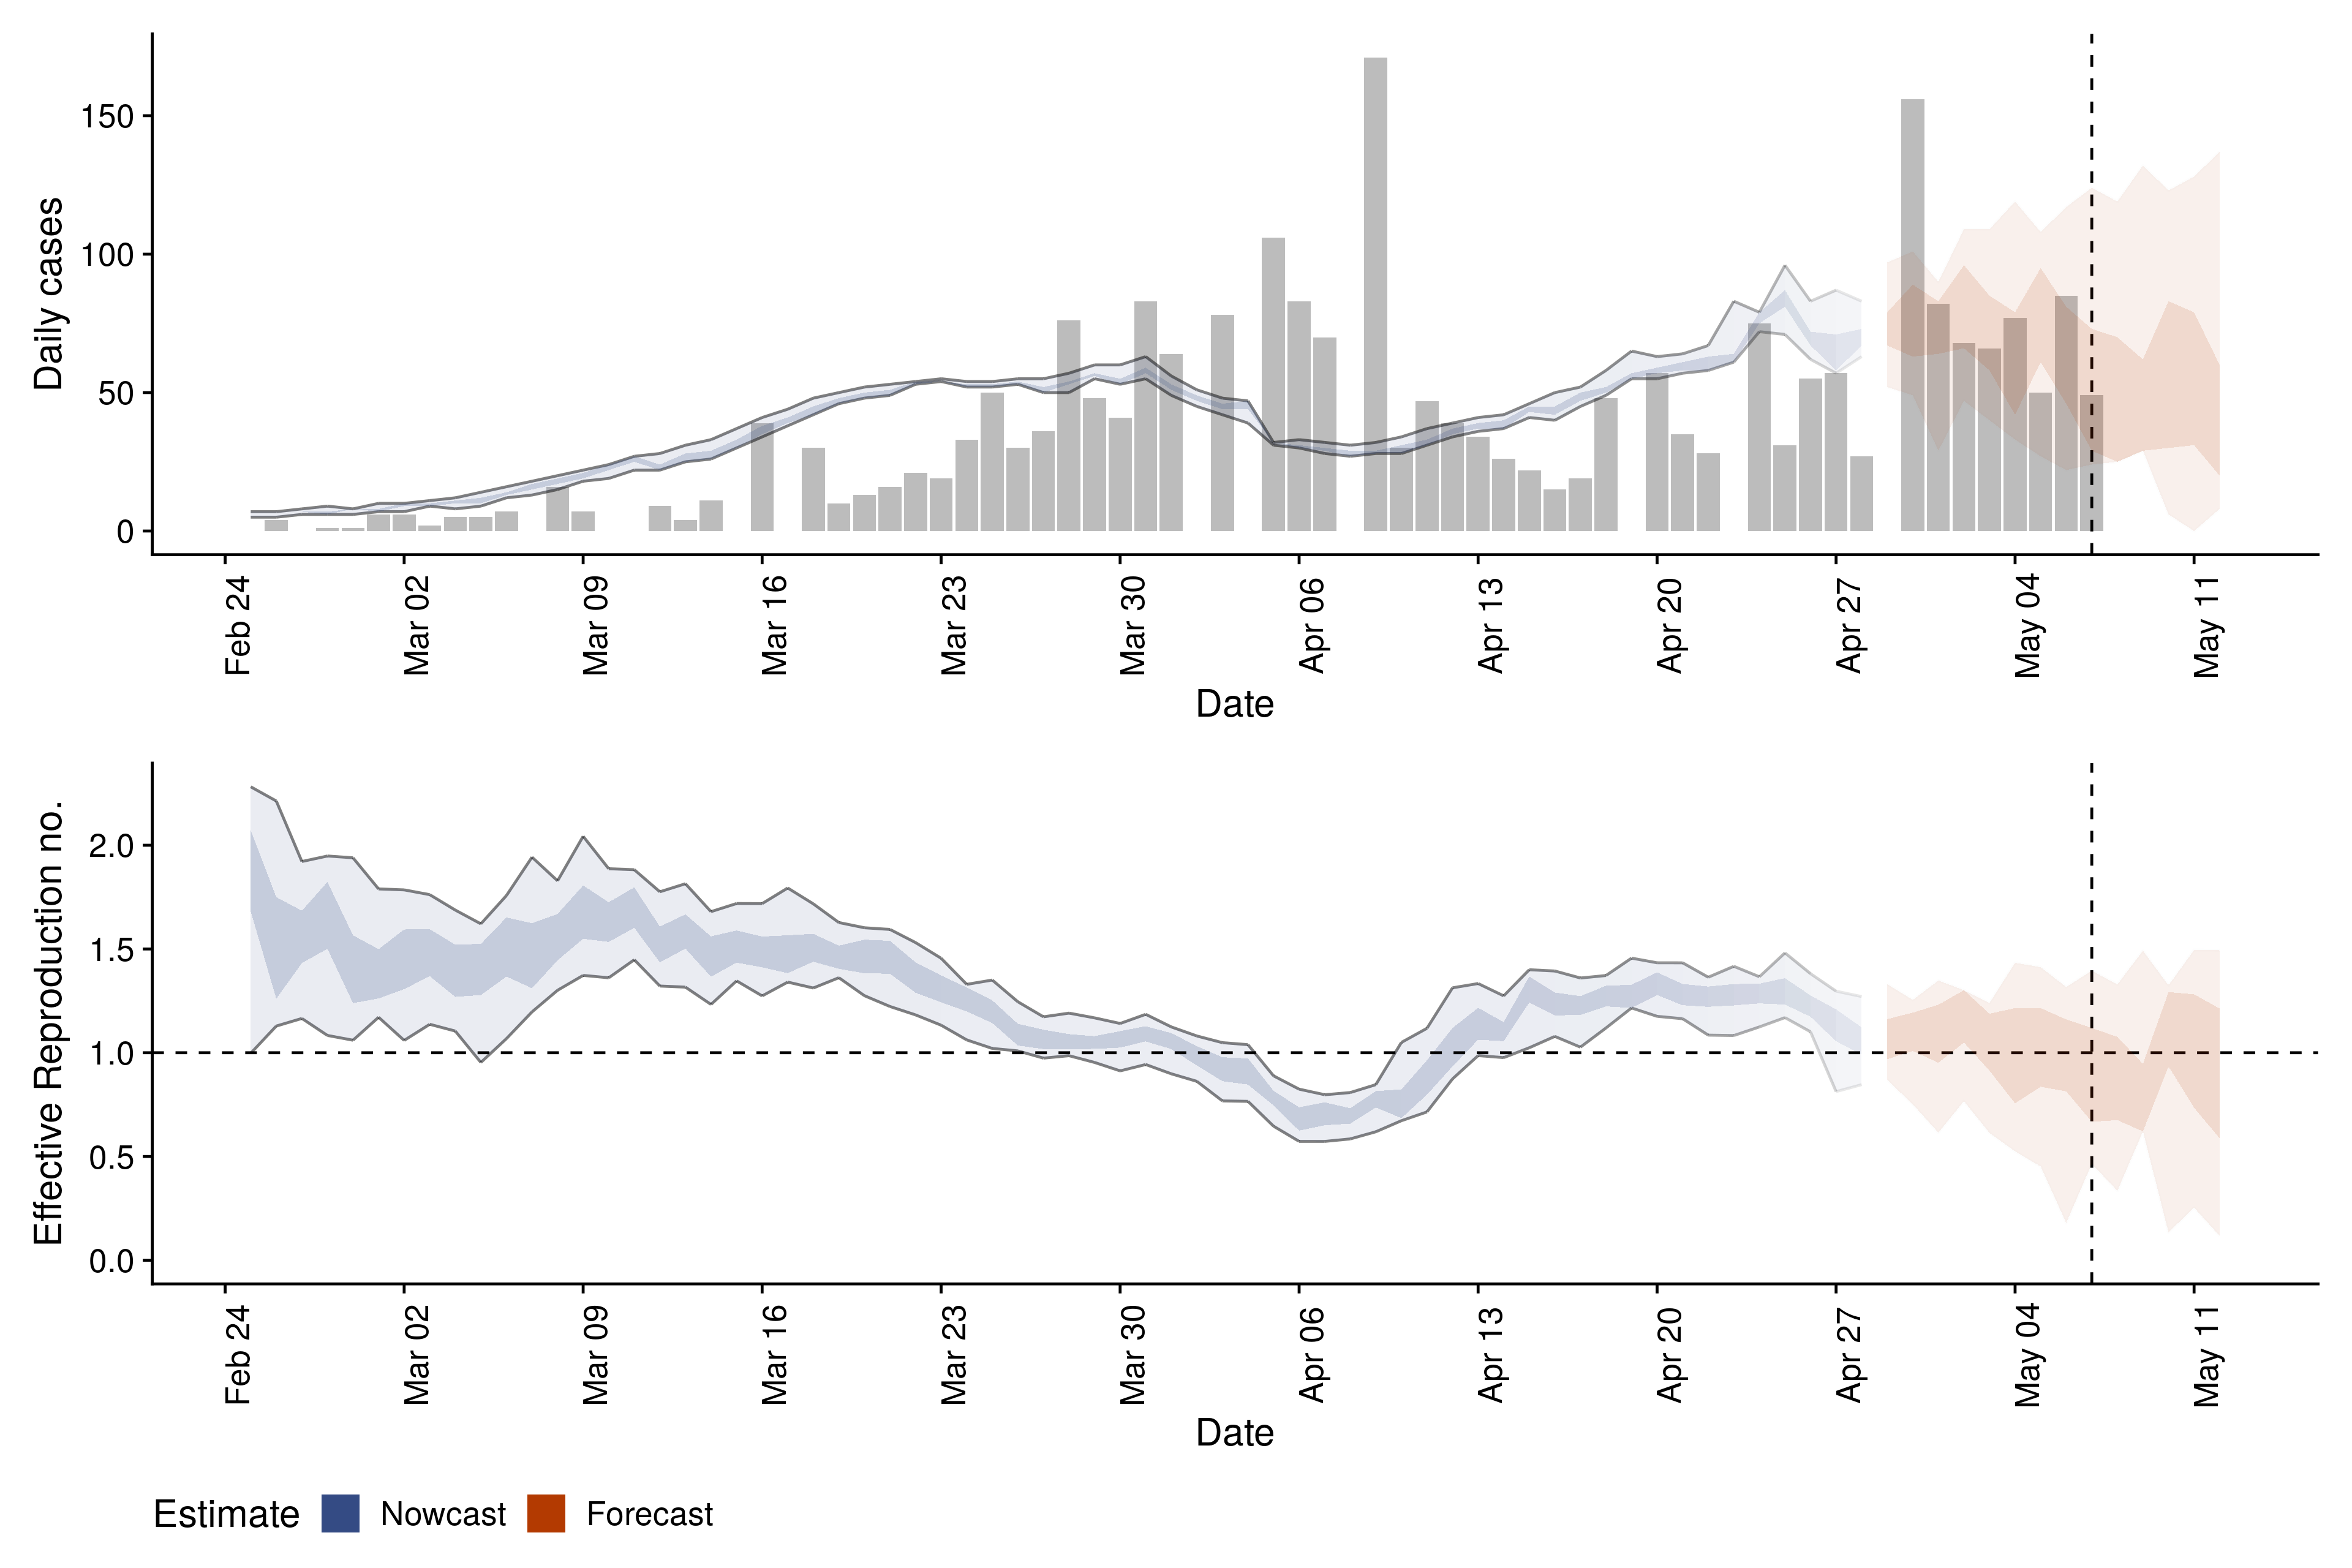 Daily cases
150
100
50
0
Feb 24
Mar 02
Mar 09
Mar 16
Mar 23
Mar 30
Apr 06
Apr 13
Apr 20
Apr 27
May 04
May 11
Date
Effective Reproduction no.
2.0
1.5
1.0
0.5
0.0
Feb 24
Mar 02
Mar 09
Mar 16
Mar 23
Mar 30
Apr 06
Apr 13
Apr 20
Apr 27
May 04
May 11
Date
Estimate Nowcast Forecast